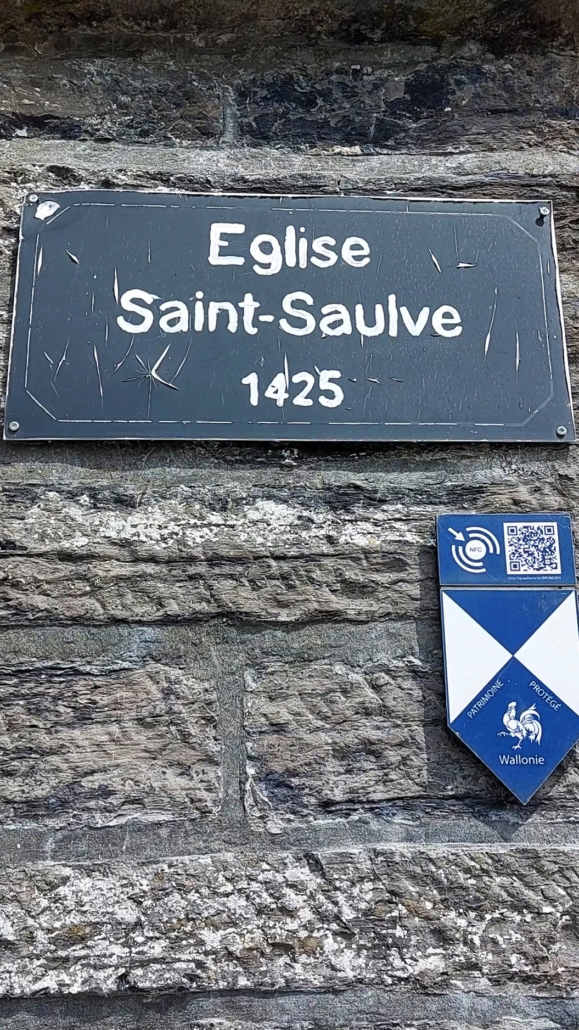 Eglise
Saint-Saulve
1425
NFC
PATRIMOINE PROTÉGÉ
Wallonie